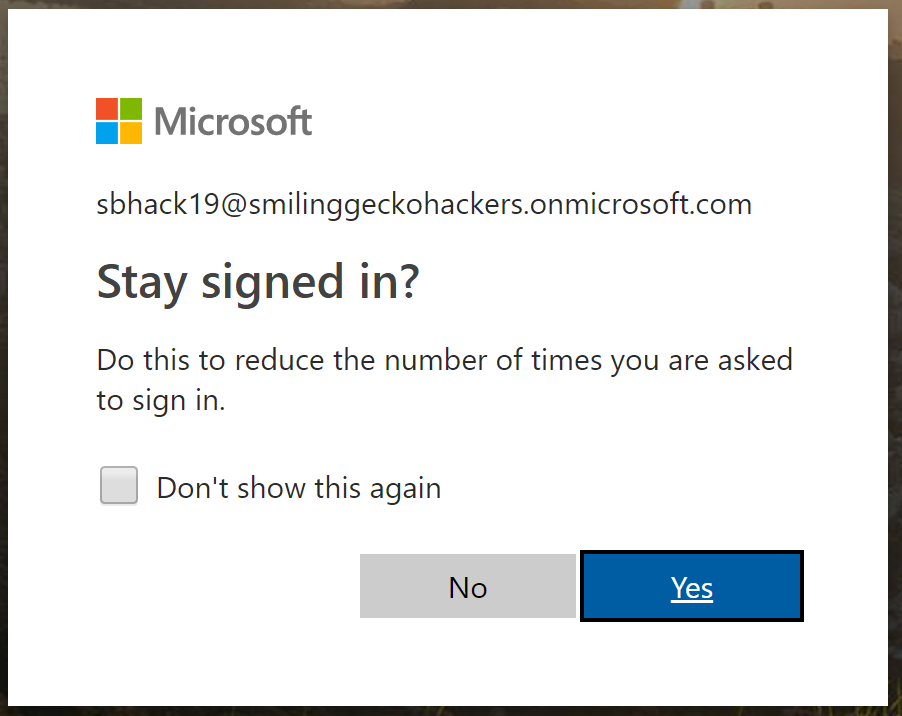 Microsoft
sbhack19@smilinggeckohackers.onmicrosoft.com
Stay signed in?
Do this to reduce the number of times you are asked
to sign in.
Don't show this again
No
Yes